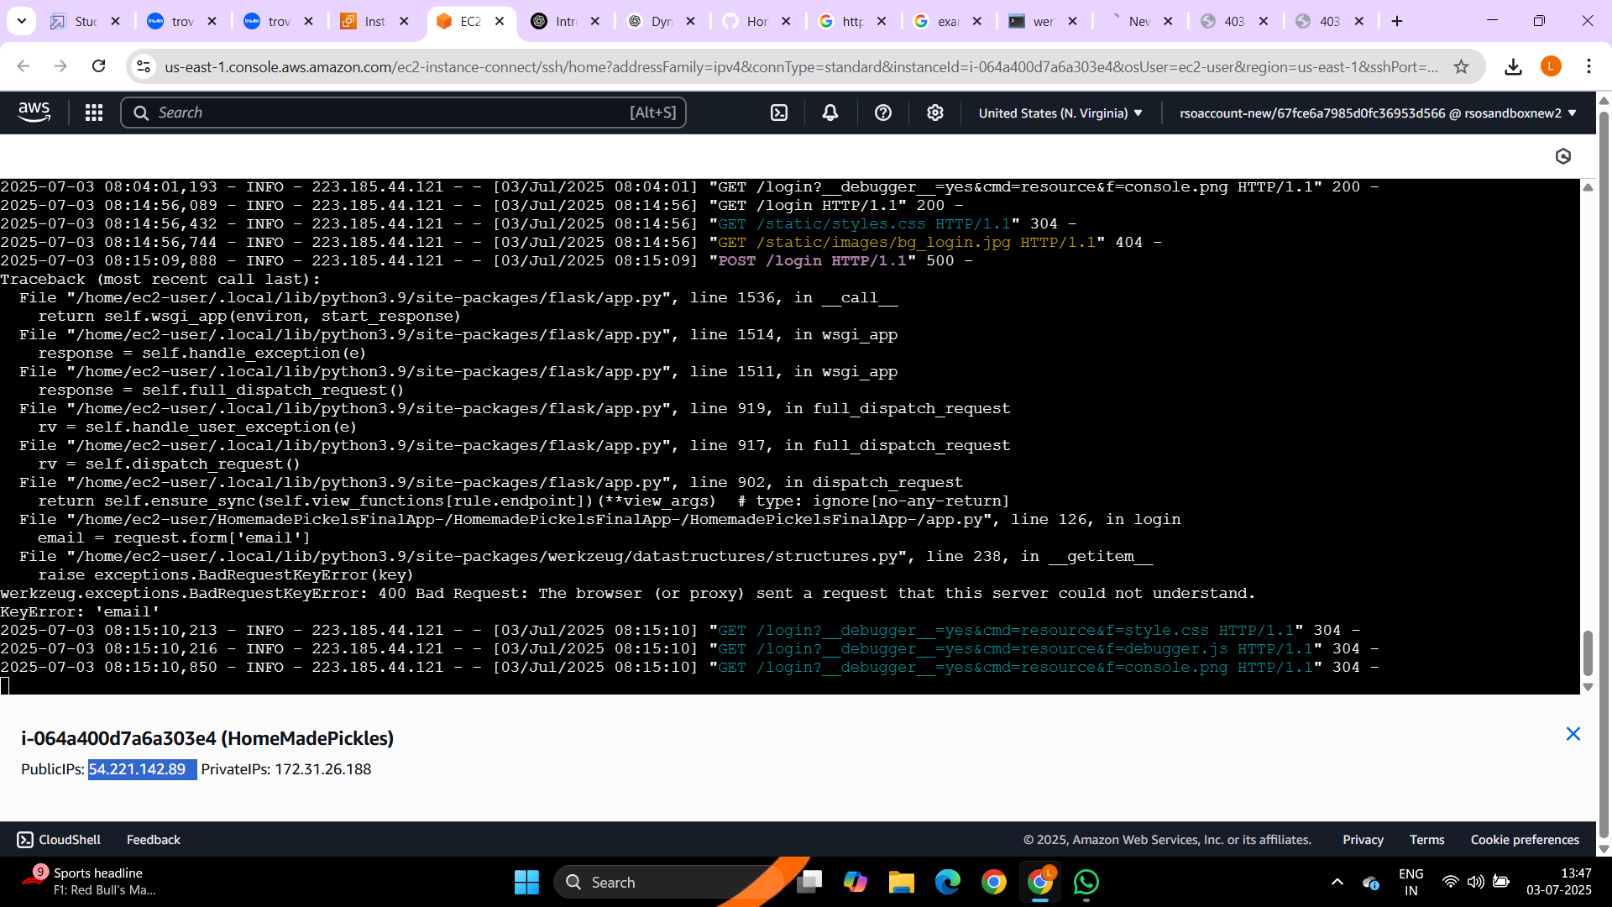 Stuc
trov
trov
Inst
EC2
Intr
Dyn
Hor
http
exar
wer
New
403
403
us-east-1.console.aws.amazon.com/ec2-instance-connect/ssh/home?addressFamily=ipv4&connType=standard&instanceId=i-064a400d7a6a303e4&osUser=ec2-user&region=us-east-1&sshPort=...
L
aws
Search
[Alt+S]
United States (N. Virginia)
rsoaccount-new/67fce6a7985d0fc36953d566 @ rsosandboxnew2
2025-07-03 08:04:01,193 - INFO - 223.185.44.121 - - [03/Jul/2025 08:04:01] "GET /login?__debugger__=yes&cmd=resource&f=console.png HTTP/1.1" 200 -
2025-07-03 08:14:56,089 - INFO - 223.185.44.121 - - [03/Jul/2025 08:14:56] "GET /login HTTP/1.1" 200 -
2025-07-03 08:14:56,432 - INFO - 223.185.44.121 - - [03/Jul/2025 08:14:56] "GET /static/styles.css HTTP/1.1" 304 -
2025-07-03 08:14:56,744 - INFO - 223.185.44.121 - - [03/Jul/2025 08:14:56] "GET /static/images/bg_login.jpg HTTP/1.1" 404 -
2025-07-03 08:15:09,888 - INFO - 223.185.44.121 - - [03/Jul/2025 08:15:09] "POST /login HTTP/1.1" 500 -
Traceback (most recent call last):
  File "/home/ec2-user/.local/lib/python3.9/site-packages/flask/app.py", line 1536, in __call__
    return self.wsgi_app(environ, start_response)
  File "/home/ec2-user/.local/lib/python3.9/site-packages/flask/app.py", line 1514, in wsgi_app
    response = self.handle_exception(e)
  File "/home/ec2-user/.local/lib/python3.9/site-packages/flask/app.py", line 1511, in wsgi_app
    response = self.full_dispatch_request()
  File "/home/ec2-user/.local/lib/python3.9/site-packages/flask/app.py", line 919, in full_dispatch_request
    rv = self.handle_user_exception(e)
  File "/home/ec2-user/.local/lib/python3.9/site-packages/flask/app.py", line 917, in full_dispatch_request
    rv = self.dispatch_request()
  File "/home/ec2-user/.local/lib/python3.9/site-packages/flask/app.py", line 902, in dispatch_request
    return self.ensure_sync(self.view_functions[rule.endpoint])(**view_args)  # type: ignore[no-any-return]
  File "/home/ec2-user/HomemadePickelsFinalApp-/HomemadePickelsFinalApp-/HomemadePickelsFinalApp-/app.py", line 126, in login
    email = request.form['email']
  File "/home/ec2-user/.local/lib/python3.9/site-packages/werkzeug/datastructures/structures.py", line 238, in __getitem__
    raise exceptions.BadRequestKeyError(key)
werkzeug.exceptions.BadRequestKeyError: 400 Bad Request: The browser (or proxy) sent a request that this server could not understand.
KeyError: 'email'
2025-07-03 08:15:10,213 - INFO - 223.185.44.121 - - [03/Jul/2025 08:15:10] "GET /login?__debugger__=yes&cmd=resource&f=style.css HTTP/1.1" 304 -
2025-07-03 08:15:10,216 - INFO - 223.185.44.121 - - [03/Jul/2025 08:15:10] "GET /login?__debugger__=yes&cmd=resource&f=debugger.js HTTP/1.1" 304 -
2025-07-03 08:15:10,850 - INFO - 223.185.44.121 - - [03/Jul/2025 08:15:10] "GET /login?__debugger__=yes&cmd=resource&f=console.png HTTP/1.1" 304 -
i-064a400d7a6a303e4 (HomeMadePickles)
PublicIPs: 54.221.142.89 PrivateIPs: 172.31.26.188
CloudShell
Feedback
© 2025, Amazon Web Services, Inc. or its affiliates.
Privacy
Terms
Cookie preferences
9
Sports headline
F1: Red Bull's Ma...
Search
L
ENG
IN
13:47
03-07-2025